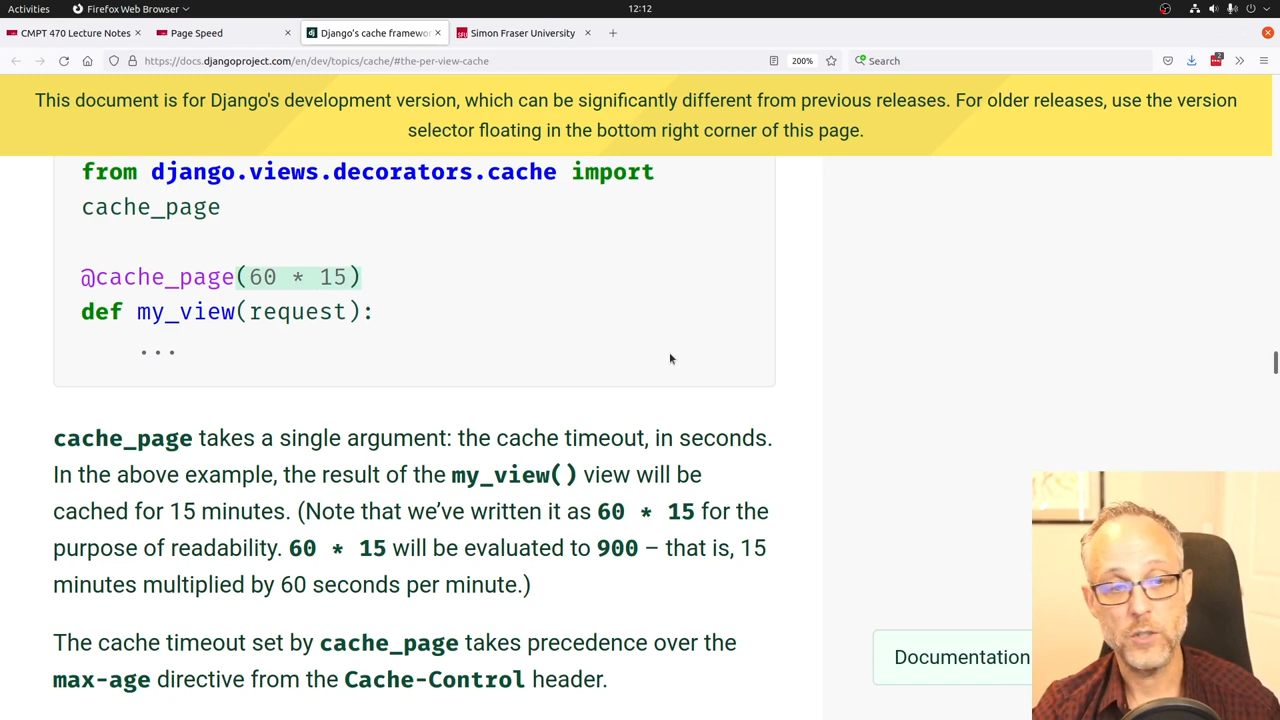 Activities
Firefox Web Browser
12:12
CMPT 470 Lecture Notes
Page Speed
Django's cache framewor
Simon Fraser University
https://docs.djangoproject.com/en/dev/topics/cache/#the-per-view-cache
200%
Search
This document is for Django's development version, which can be significantly different from previous releases. For older releases, use the version
selector floating in the bottom right corner of this page.
from django.views.decorators.cache import
cache_page
@cache_page(60 * 15)
def my_view(request):
...
cache_page takes a single argument: the cache timeout, in seconds.
In the above example, the result of the my_view() view will be
cached for 15 minutes. (Note that we've written it as 60 * 15 for the
purpose of readability. 60 * 15 will be evaluated to 900 – that is, 15
minutes multiplied by 60 seconds per minute.)
The cache timeout set by cache_page takes precedence over the
max-age directive from the Cache-Control header.
Documentation